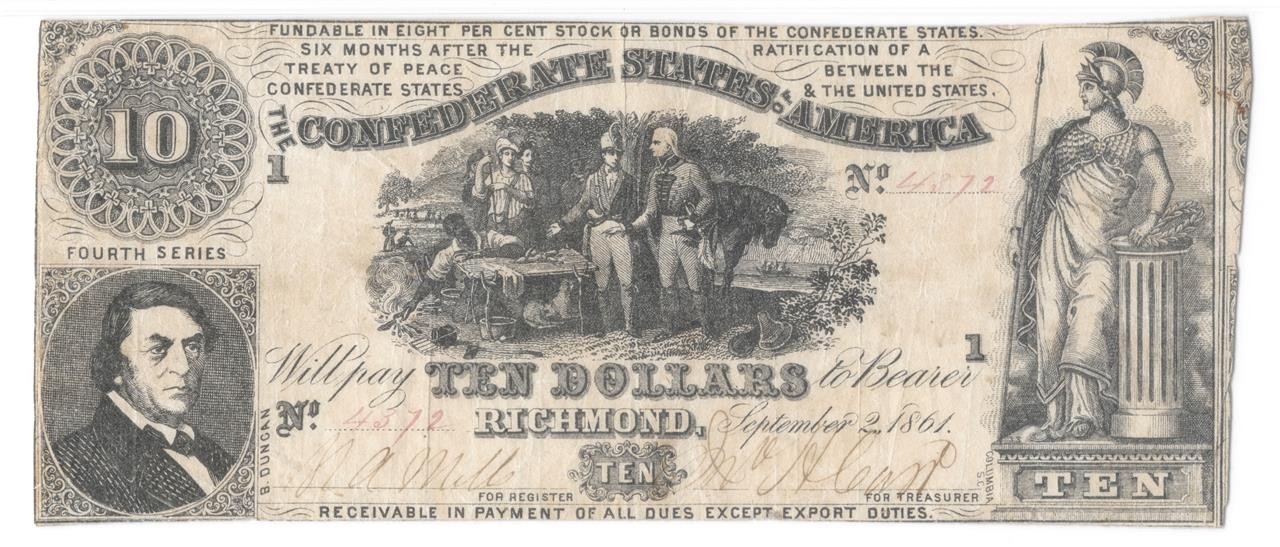 FUNDABLE IN EIGHT PER CENT STOCK OR BONDS OF THE CONFEDERATE STATES.
SIX MONTHS AFTER THE RATIFICATION OF A
TREATY OF PEACE BETWEEN THE
CONFEDERATE STATES & THE UNITED STATES.
THE CONFEDERATE STATES OF AMERICA
10
1
No. 4372
FOURTH SERIES
1
Will pay TEN DOLLARS to Bearer
No. 4372 RICHMOND, September 2, 1861.
B. DUNCAN
TEN
COLUMBIA S.C.
TEN
FOR REGISTER
FOR TREASURER
RECEIVABLE IN PAYMENT OF ALL DUES EXCEPT EXPORT DUTIES.